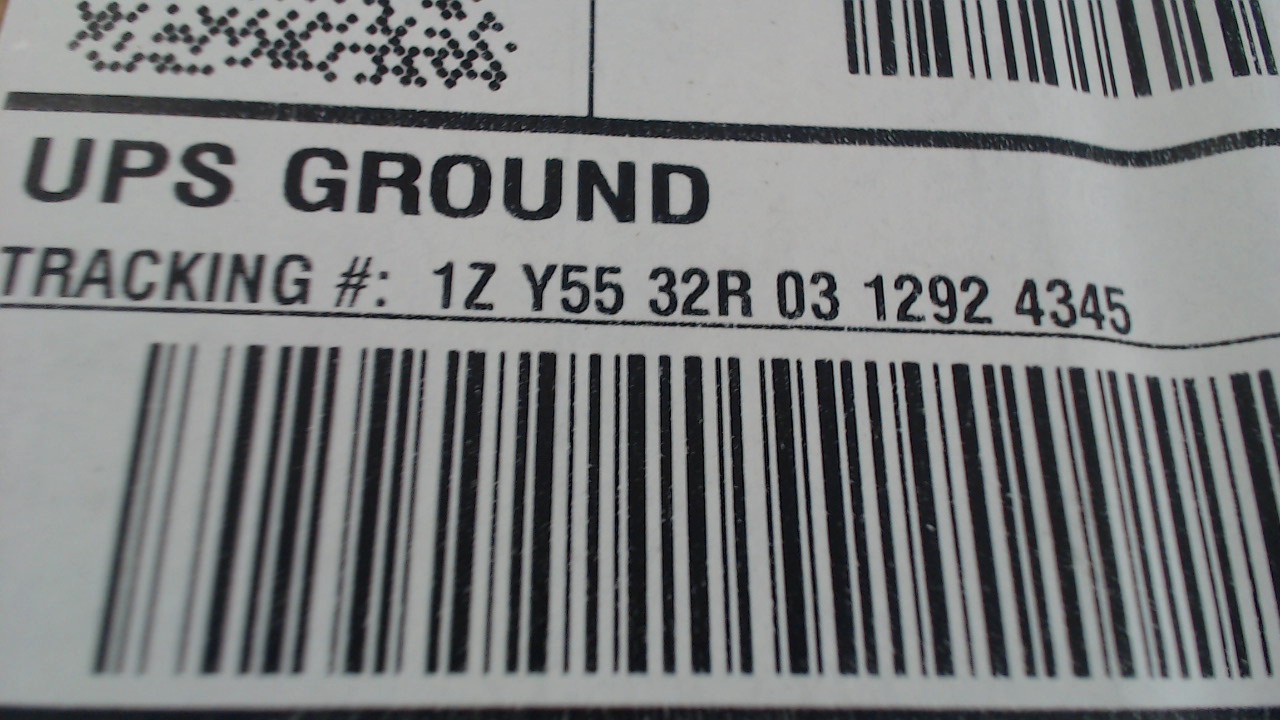 UPS GROUND
TRACKING #: 1Z Y55 32R 03 1292 4345